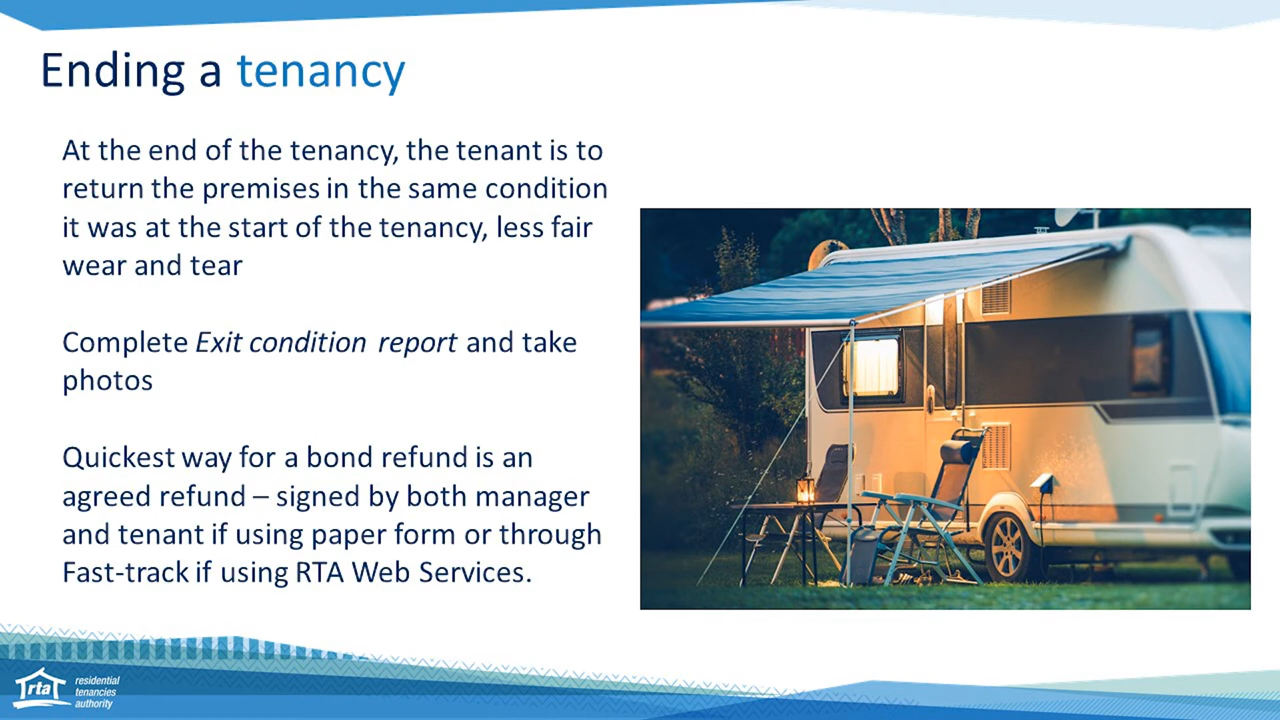 Ending a tenancy
At the end of the tenancy, the tenant is to
return the premises in the same condition
it was at the start of the tenancy, less fair
wear and tear
Complete Exit condition report and take
photos
Quickest way for a bond refund is an
agreed refund – signed by both manager
and tenant if using paper form or through
Fast-track if using RTA Web Services.
rta
residential
tenancies
authority